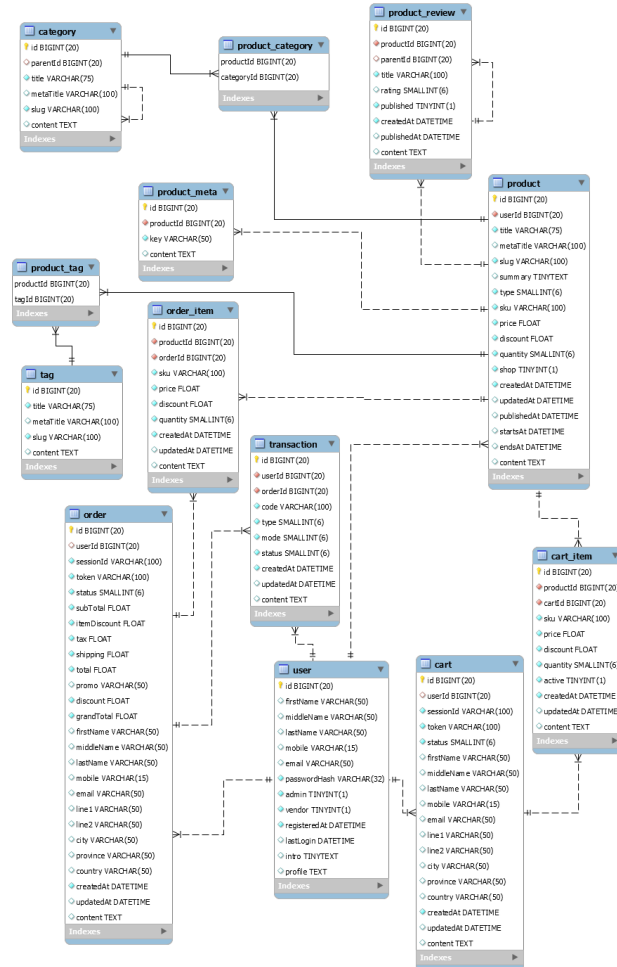 category
id BIGINT(20)
parentId BIGINT(20)
title VARCHAR(75)
metaTitle VARCHAR(100)
slug VARCHAR(100)
content TEXT
Indexes
product_category
productId BIGINT(20)
categoryId BIGINT(20)
Indexes
product_review
id BIGINT(20)
productId BIGINT(20)
parentId BIGINT(20)
title VARCHAR(100)
rating SMALLINT(6)
published TINYINT(1)
createdAt DATETIME
publishedAt DATETIME
content TEXT
Indexes
product_meta
id BIGINT(20)
productId BIGINT(20)
key VARCHAR(50)
content TEXT
Indexes
product
id BIGINT(20)
userId BIGINT(20)
title VARCHAR(75)
metaTitle VARCHAR(100)
slug VARCHAR(100)
summary TINYTEXT
type SMALLINT(6)
sku VARCHAR(100)
price FLOAT
discount FLOAT
quantity SMALLINT(6)
shop TINYINT(1)
createdAt DATETIME
updatedAt DATETIME
publishedAt DATETIME
startsAt DATETIME
endsAt DATETIME
content TEXT
Indexes
product_tag
productId BIGINT(20)
tagId BIGINT(20)
Indexes
order_item
id BIGINT(20)
productId BIGINT(20)
orderId BIGINT(20)
sku VARCHAR(100)
price FLOAT
discount FLOAT
quantity SMALLINT(6)
createdAt DATETIME
updatedAt DATETIME
content TEXT
Indexes
tag
id BIGINT(20)
title VARCHAR(75)
metaTitle VARCHAR(100)
slug VARCHAR(100)
content TEXT
Indexes
transaction
id BIGINT(20)
userId BIGINT(20)
orderId BIGINT(20)
code VARCHAR(100)
type SMALLINT(6)
mode SMALLINT(6)
status SMALLINT(6)
createdAt DATETIME
updatedAt DATETIME
content TEXT
Indexes
order
id BIGINT(20)
userId BIGINT(20)
sessionId VARCHAR(100)
token VARCHAR(100)
status SMALLINT(6)
subTotal FLOAT
itemDiscount FLOAT
tax FLOAT
shipping FLOAT
total FLOAT
promo VARCHAR(50)
discount FLOAT
grandTotal FLOAT
firstName VARCHAR(50)
middleName VARCHAR(50)
lastName VARCHAR(50)
mobile VARCHAR(15)
email VARCHAR(50)
line1 VARCHAR(50)
line2 VARCHAR(50)
city VARCHAR(50)
province VARCHAR(50)
country VARCHAR(50)
createdAt DATETIME
updatedAt DATETIME
content TEXT
Indexes
user
id BIGINT(20)
firstName VARCHAR(50)
middleName VARCHAR(50)
lastName VARCHAR(50)
mobile VARCHAR(15)
email VARCHAR(50)
passwordHash VARCHAR(32)
admin TINYINT(1)
vendor TINYINT(1)
registeredAt DATETIME
lastLogin DATETIME
intro TINYTEXT
profile TEXT
Indexes
cart
id BIGINT(20)
userId BIGINT(20)
sessionId VARCHAR(100)
token VARCHAR(100)
status SMALLINT(6)
firstName VARCHAR(50)
middleName VARCHAR(50)
lastName VARCHAR(50)
mobile VARCHAR(15)
email VARCHAR(50)
line1 VARCHAR(50)
line2 VARCHAR(50)
city VARCHAR(50)
province VARCHAR(50)
country VARCHAR(50)
createdAt DATETIME
updatedAt DATETIME
content TEXT
Indexes
cart_item
id BIGINT(20)
productId BIGINT(20)
cartId BIGINT(20)
sku VARCHAR(100)
price FLOAT
discount FLOAT
quantity SMALLINT(6)
active TINYINT(1)
createdAt DATETIME
updatedAt DATETIME
content TEXT
Indexes